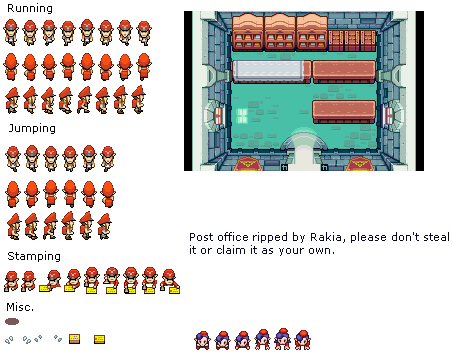 Running
Jumping
Post office ripped by Rakia, please don't steal
it or claim it as your own.
Stamping
Misc.